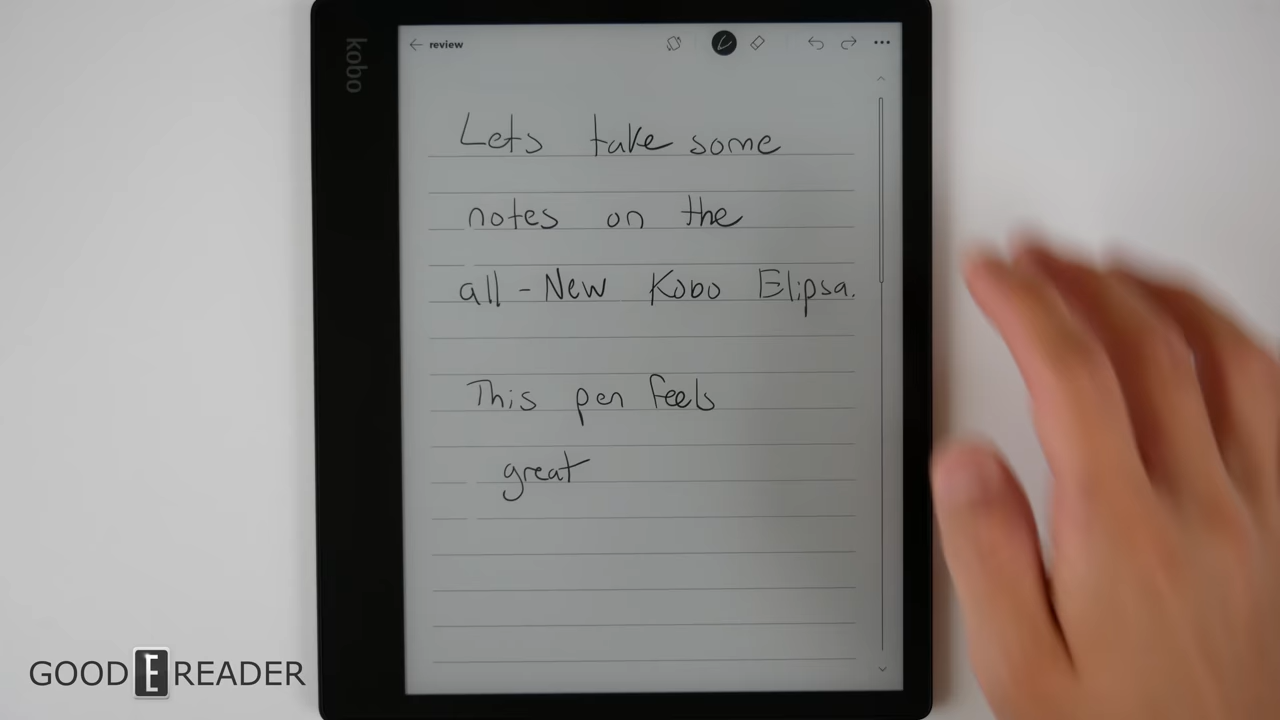 kobo
review
Lets take some
notes on the
all-New Kobo Elipsa.
This pen feels
great
GOOD E READER